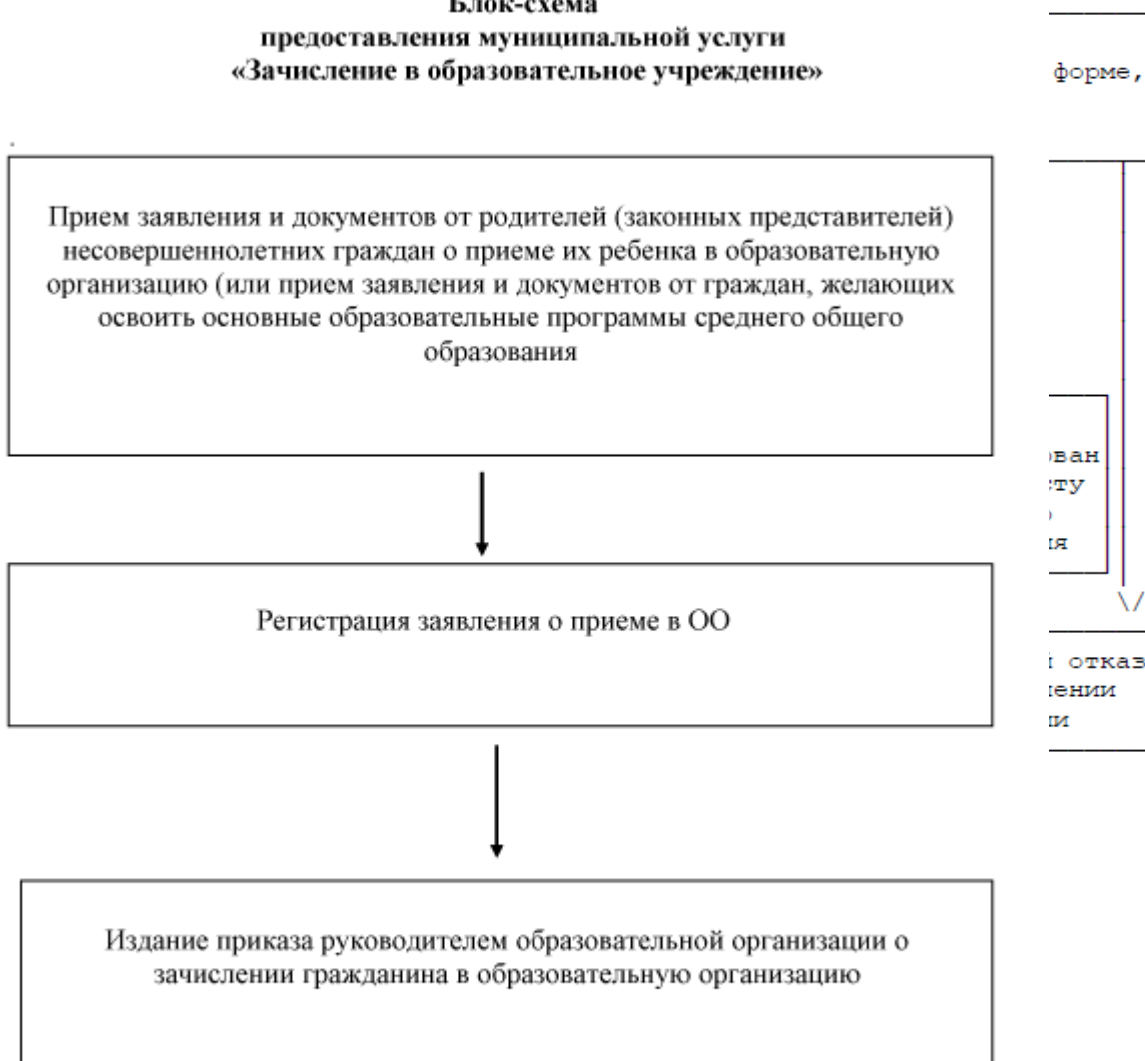 Блок-схема
предоставления муниципальной услуги
«Зачисление в образовательное учреждение»
Прием заявления и документов от родителей (законных представителей)
несовершеннолетних граждан о приеме их ребенка в образовательную
организацию (или прием заявления и документов от граждан, желающих
освоить основные образовательные программы среднего общего
образования
Регистрация заявления о приеме в ОО
Издание приказа руководителем образовательной организации о
зачислении гражданина в образовательную организацию
форме,
отказ